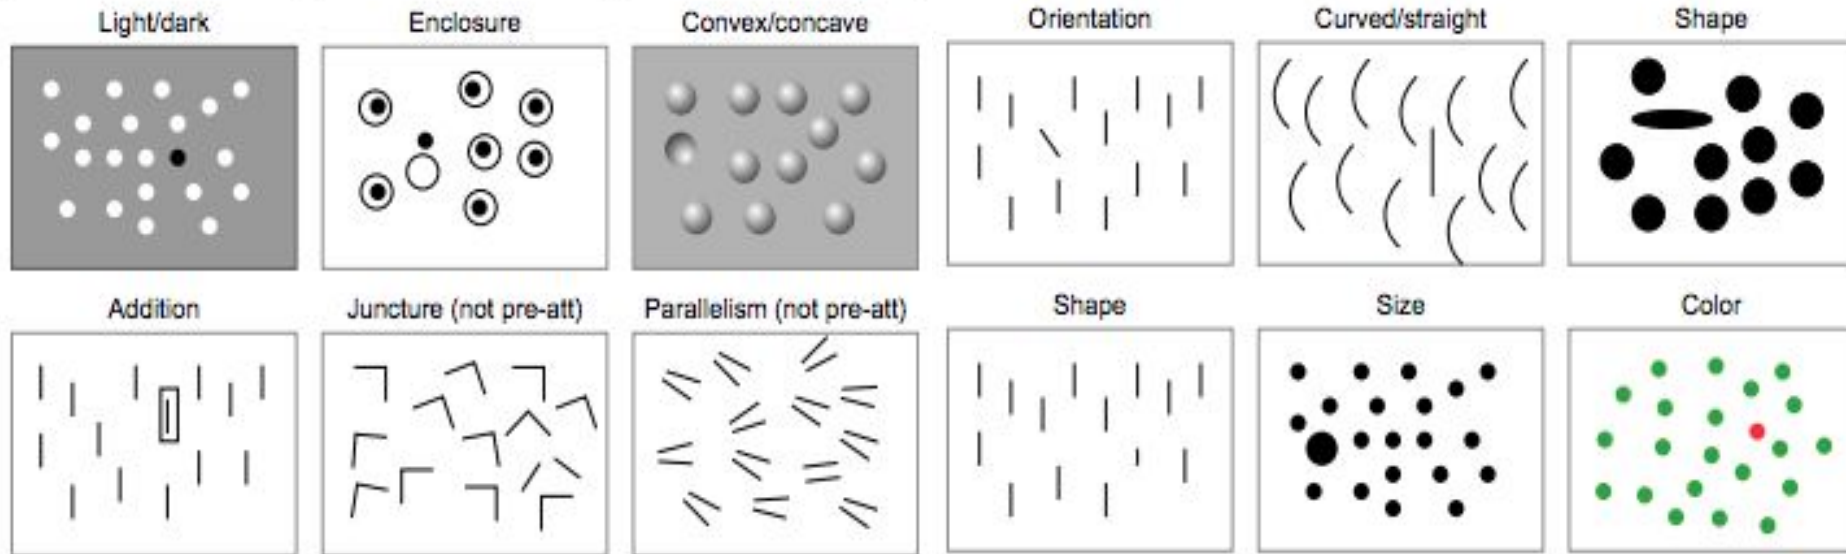 Light/dark
Enclosure
Convex/concave
Orientation
Curved/straight
Shape
Addition
Juncture (not pre-att)
Parallelism (not pre-att)
Shape
Size
Color